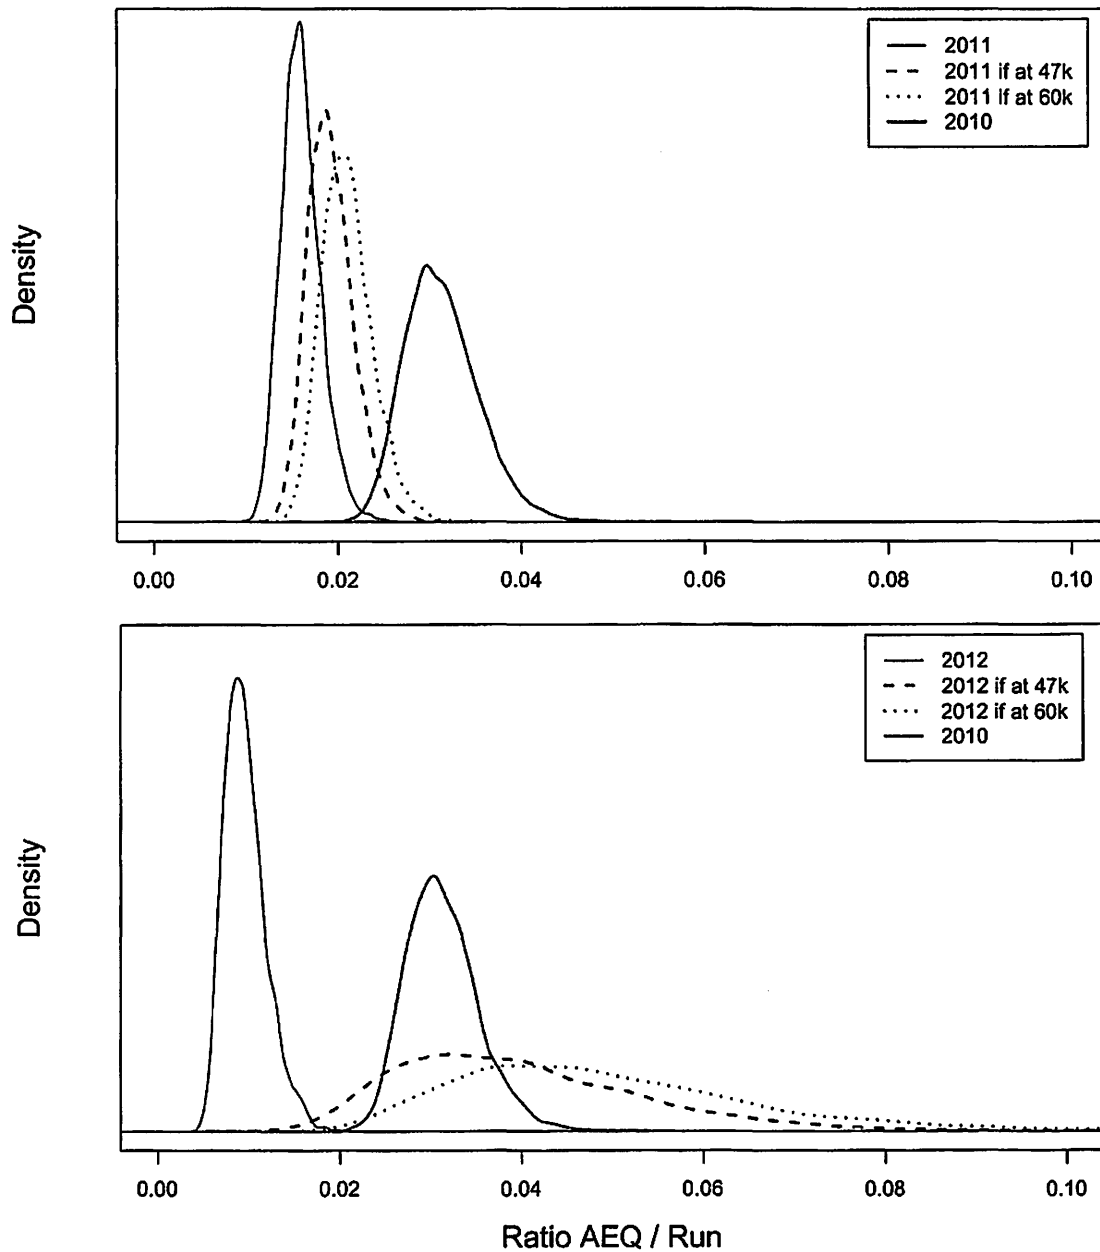 2011
2011 if at 47k
2011 if at 60k
2010
Density
0.00 0.02 0.04 0.06 0.08 0.10
2012
2012 if at 47k
2012 if at 60k
2010
Density
0.00 0.02 0.04 0.06 0.08 0.10
Ratio AEQ / Run